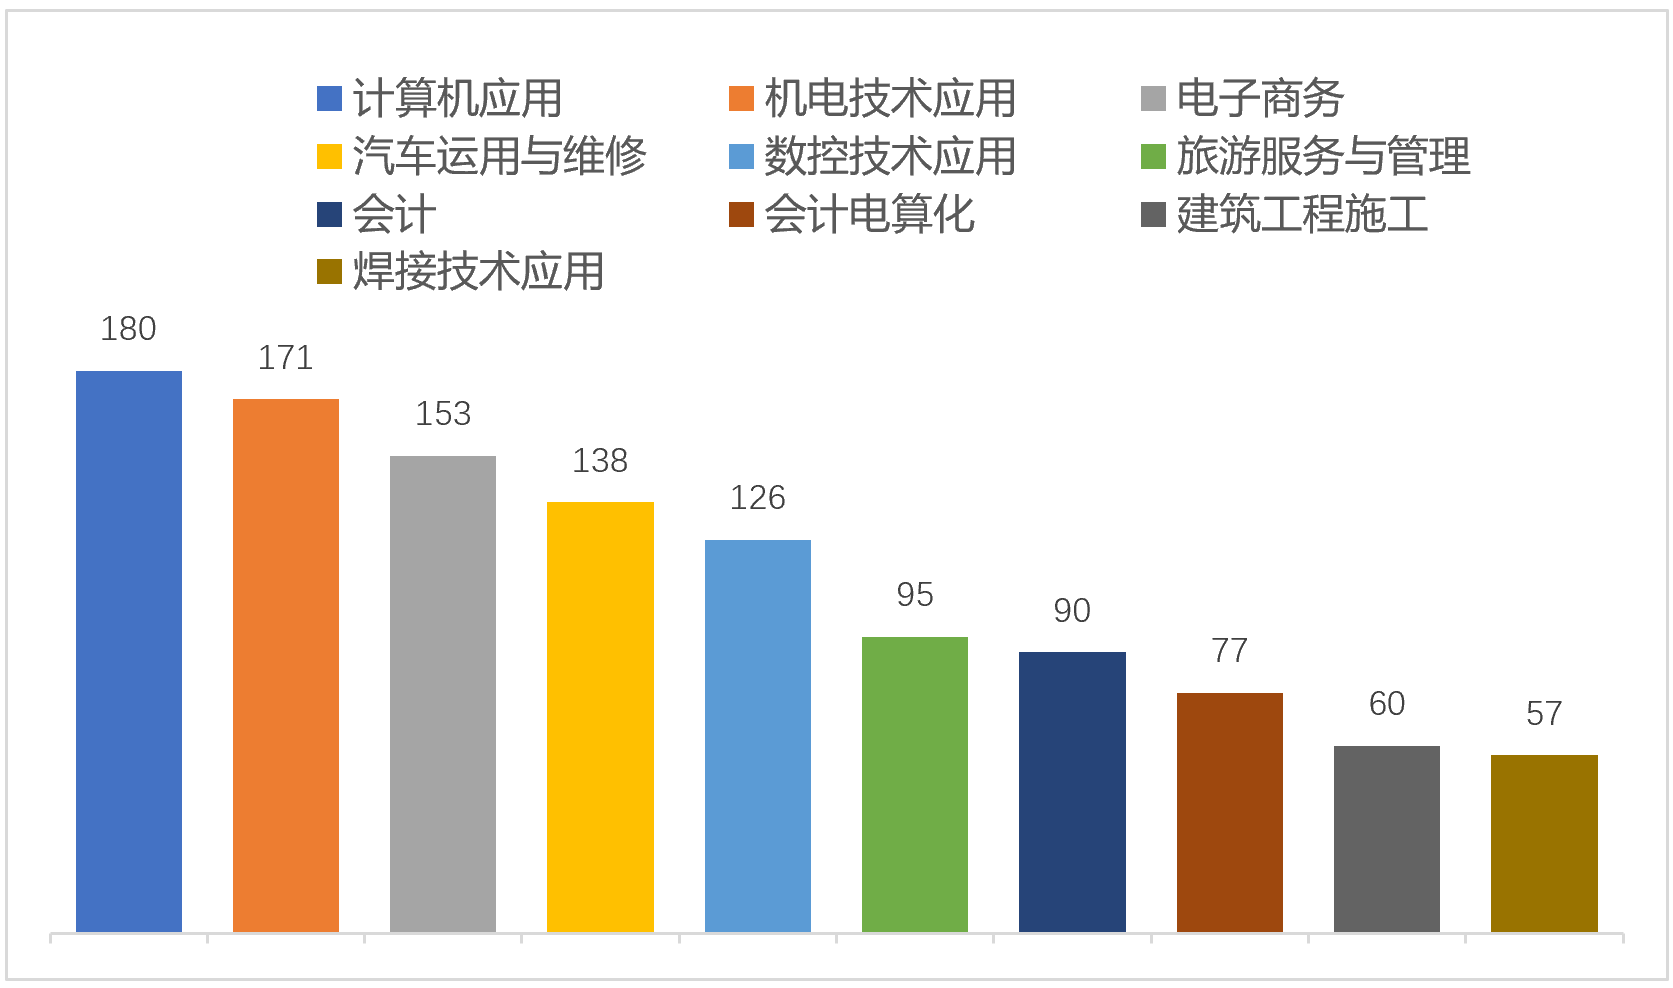 计算机应用 机电技术应用 电子商务
汽车运用与维修 数控技术应用 旅游服务与管理
会计 会计电算化 建筑工程施工
焊接技术应用
180
171
153
138
126
95
90
77
60
57